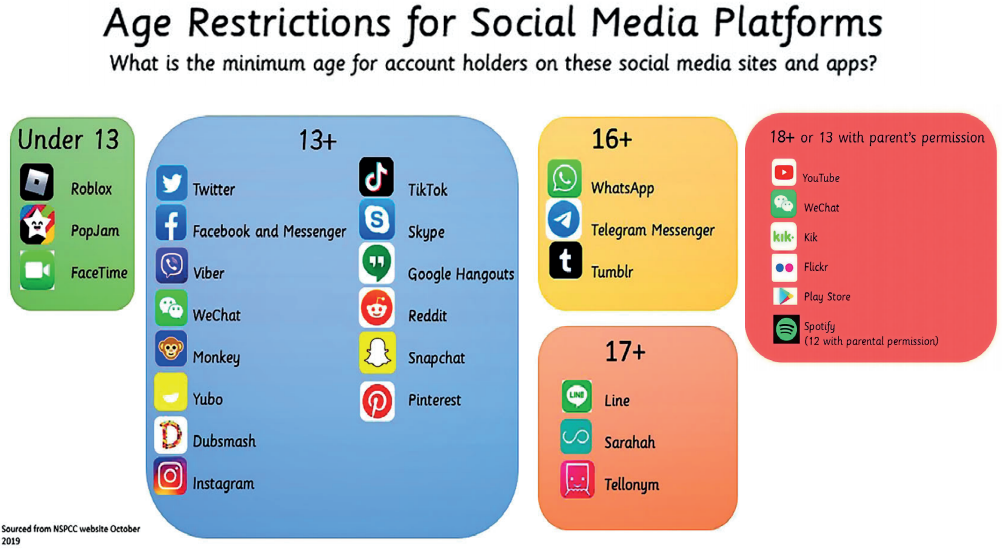 Age Restrictions for Social Media Platforms
What is the minimum age for account holders on these social media sites and apps?
Under 13
Roblox
PopJam
FaceTime
13+
Twitter
Facebook and Messenger
Viber
WeChat
Monkey
Yubo
Dubsmash
Instagram
TikTok
Skype
Google Hangouts
Reddit
Snapchat
Pinterest
16+
WhatsApp
Telegram Messenger
t
Tumblr
17+
LINE
Line
Sarahah
Tellonym
18+ or 13 with parent's permission
YouTube
WeChat
kik
Kik
Flickr
Play Store
Spotify
(12 with parental permission)
Sourced from NSPCC website October
2019